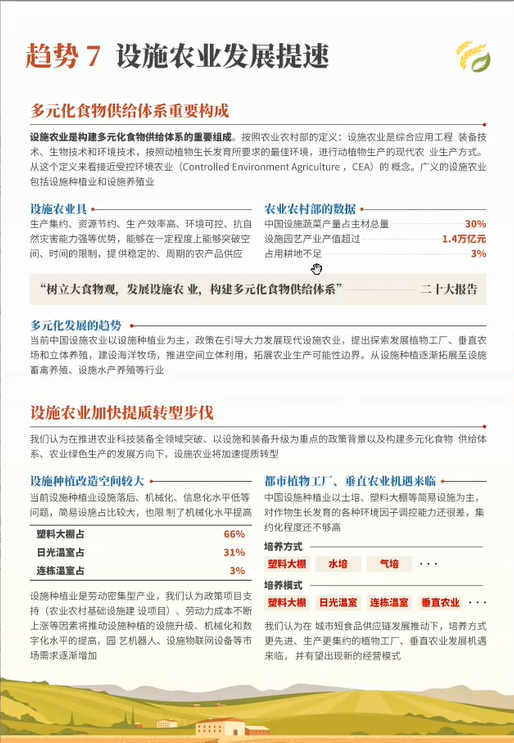 趋势 7 设施农业发展提速
多元化食物供给体系重要构成
设施农业是构建多元化食物供给体系的重要组成。按照农业农村部的定义：设施农业是综合应用工程 装备技
术、生物技术和环境技术，按照动植物生长发育所要求的最佳环境，进行动植物生产的现代农 业生产方式。
从这个定义来看接近受控环境农业（Controlled Environment Agriculture ，CEA）的 概念。广义的设施农业
包括设施种植业和设施养殖业
设施农业具
生产集约、资源节约、生 产效率高、环境可控、抗自
然灾害能力强等优势，能够在一定程度上能够突破空
间、时间的限制，提 供稳定的、周期的农产品供应
农业农村部的数据
中国设施蔬菜产量占主材总量 30%
设施园艺产业产值超过 1.4万亿元
占用耕地不足 3%
“树立大食物观，发展设施农 业，构建多元化食物供给体系” 二十大报告
多元化发展的趋势
当前中国设施农业以设施种植业为主，政策在引导大力发展现代设施农业，提出探索发展植物工厂、垂直农
场和立体养殖，建设海洋牧场，推进空间立体利用，拓展农业生产可能性边界。从设施种植逐渐拓展至设施
畜禽养殖、设施水产养殖等行业
设施农业加快提质转型步伐
我们认为在推进农业科技装备全领域突破、以设施和装备升级为重点的政策背景以及构建多元化食物 供给体
系、农业绿色生产的发展方向下，设施农业将加速提质转型
设施种植改造空间较大
当前设施种植业设施落后、机械化、信息化水平低等
问题，简易设施占比较大，也限 制了机械化水平提高
塑料大棚占 66%
日光温室占 31%
连栋温室占 3%
设施种植业是劳动密集型产业，我们认为政策项目支
持（农业农村基础设施建 设项目）、劳动力成本不断
上涨等因素将推动设施种植的设施升级、机械化和数
字化水平的提高，园 艺机器人、设施物联网设备等市
场需求逐渐增加
都市植物工厂、垂直农业机遇来临
中国设施种植业以土培、塑料大棚等简易设施为主，
对作物生长发育的各种环境因子调控能力还很差，集
约化程度还不够高
培养方式
塑料大棚 水培 气培 · · ·
培养模式
塑料大棚 日光温室 连栋温室 垂直农业 · · ·
我们认为在 城市短食品供应链发展推动下，培养方式
更先进、生产更集约的植物工厂、垂直农业发展机遇
来临， 并有望出现新的经营模式